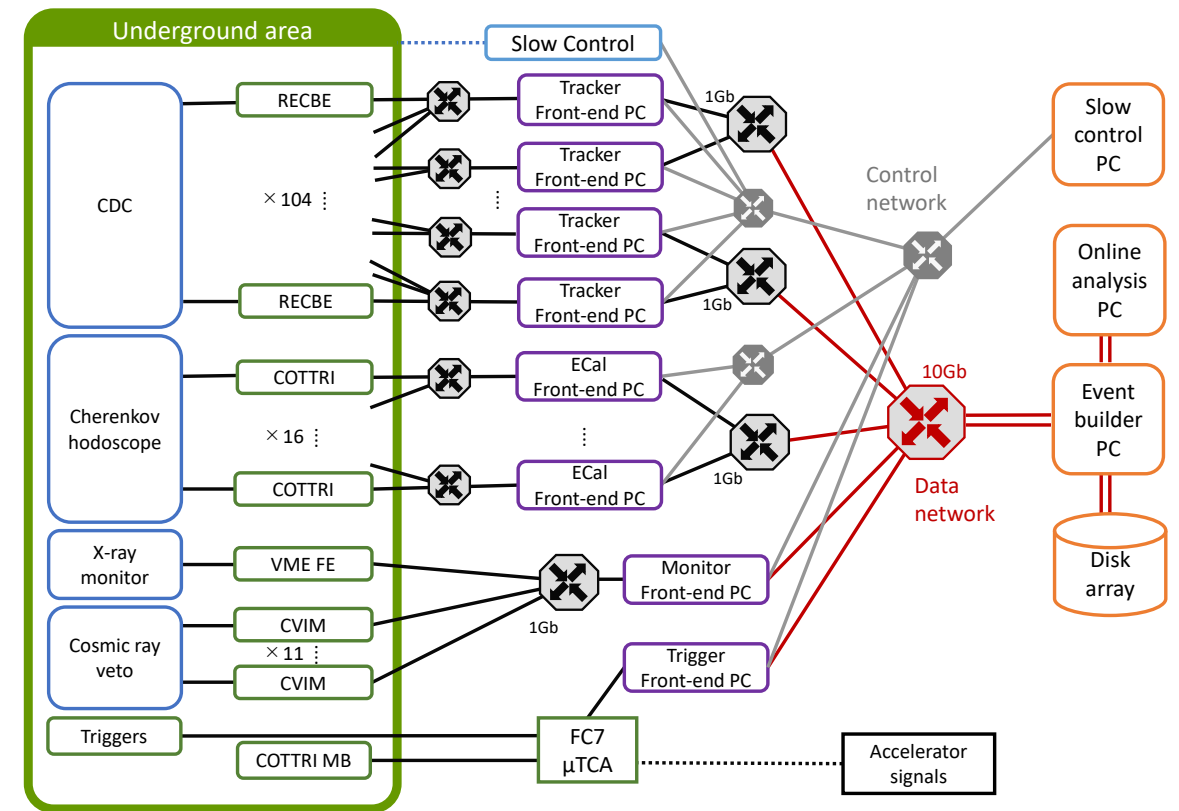 Underground area
Slow Control
CDC
RECBE
× 104 ⋮
RECBE
Tracker
Front-end PC
Tracker
Front-end PC
⋮
Tracker
Front-end PC
Tracker
Front-end PC
1Gb
1Gb
Control
network
Slow
control
PC
Online
analysis
PC
Cherenkov
hodoscope
COTTRI
× 16 ⋮
COTTRI
ECal
Front-end PC
⋮
ECal
Front-end PC
1Gb
10Gb
Data
network
Event
builder
PC
Disk
array
X-ray
monitor
VME FE
Cosmic ray
veto
CVIM
× 11 ⋮
CVIM
1Gb
Monitor
Front-end PC
Trigger
Front-end PC
Triggers
COTTRI MB
FC7
μTCA
Accelerator
signals